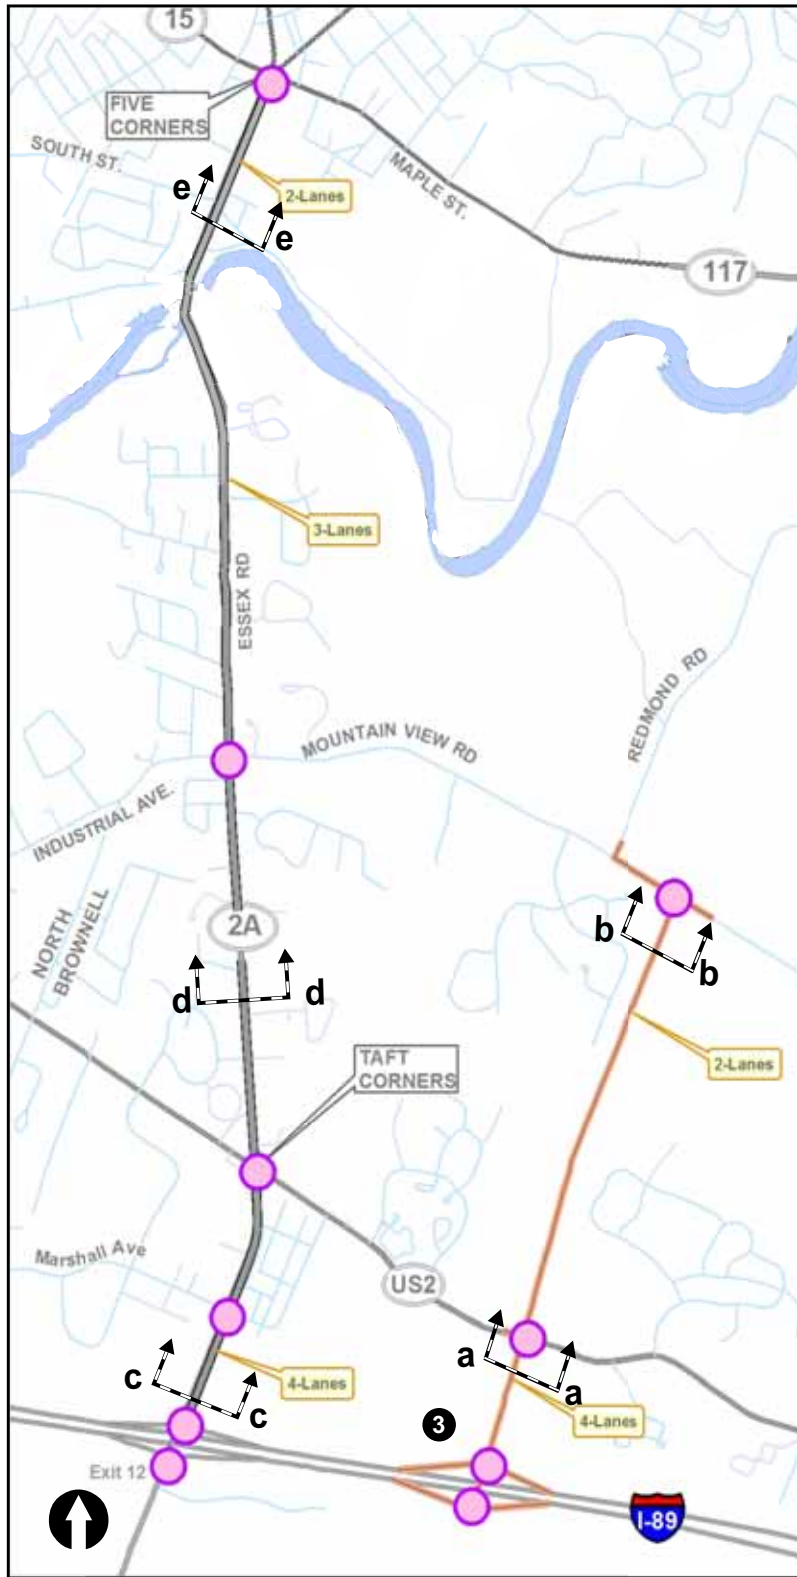 15
FIVE
CORNERS
SOUTH ST.
MAPLE ST.
e
2-Lanes
e
117
3-Lanes
ESSEX RD
REDMOND RD
MOUNTAIN VIEW RD
INDUSTRIAL AVE.
NORTH
BROWNELL
2A
b
b
d
d
TAFT
CORNERS
2-Lanes
Marshall Ave
US2
a
a
c
c
4-Lanes
4-Lanes
3
Exit 12
I-89